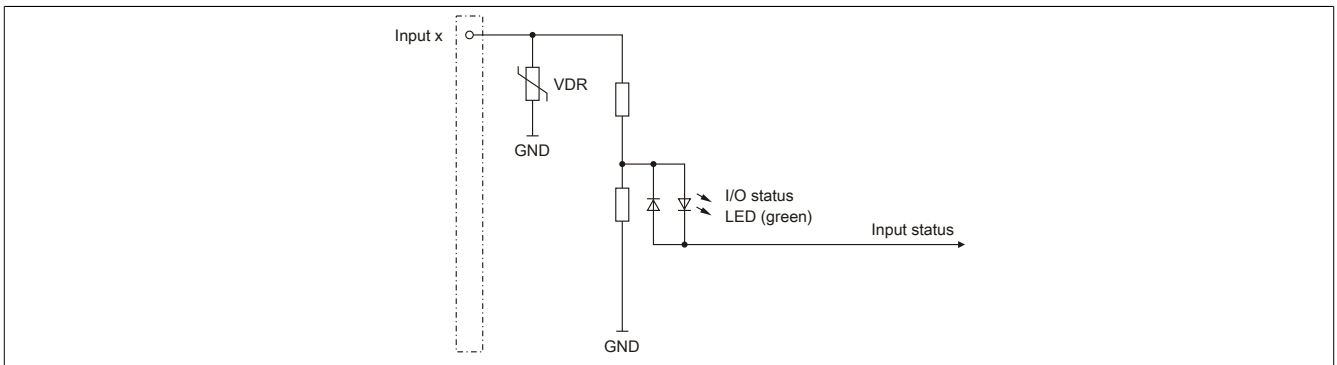 Input x
VDR
GND
I/O status
LED (green)
Input status
GND